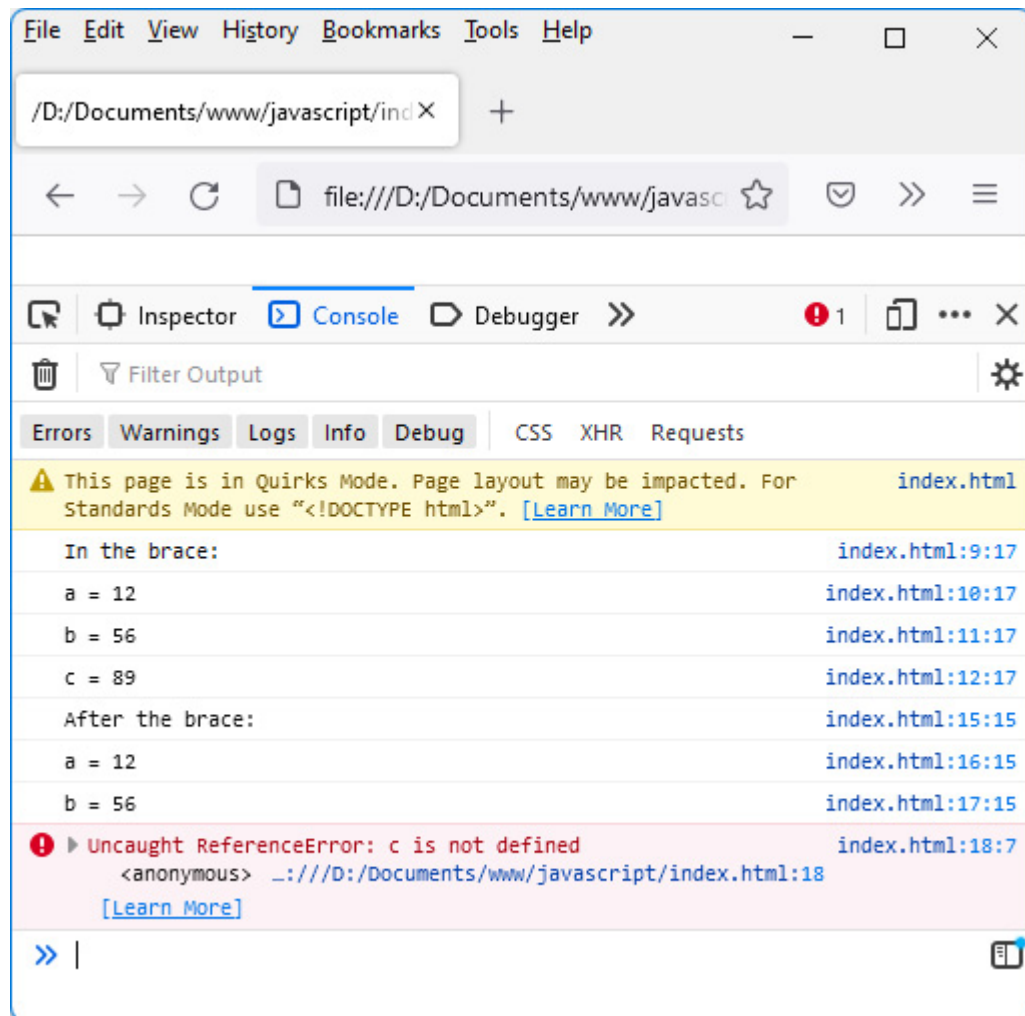 File Edit View History Bookmarks Tools Help
/D:/Documents/www/javascript/ind
file:///D:/Documents/www/javasc
Inspector Console Debugger 1
Filter Output
Errors Warnings Logs Info Debug CSS XHR Requests
This page is in Quirks Mode. Page layout may be impacted. For index.html
Standards Mode use “<!DOCTYPE html>”. [Learn More]
In the brace: index.html:9:17
a = 12 index.html:10:17
b = 56 index.html:11:17
c = 89 index.html:12:17
After the brace: index.html:15:15
a = 12 index.html:16:15
b = 56 index.html:17:15
Uncaught ReferenceError: c is not defined index.html:18:7
<anonymous> …:///D:/Documents/www/javascript/index.html:18
[Learn More]